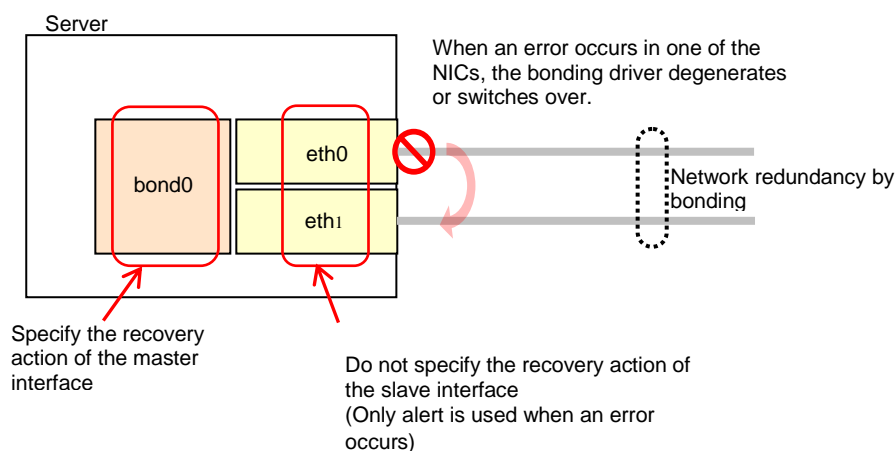 Server
When an error occurs in one of the
NICs, the bonding driver degenerates
or switches over.
eth0
bond0
eth1
Network redundancy by
bonding
Specify the recovery
action of the master
interface
Do not specify the recovery action of
the slave interface
(Only alert is used when an error
occurs)